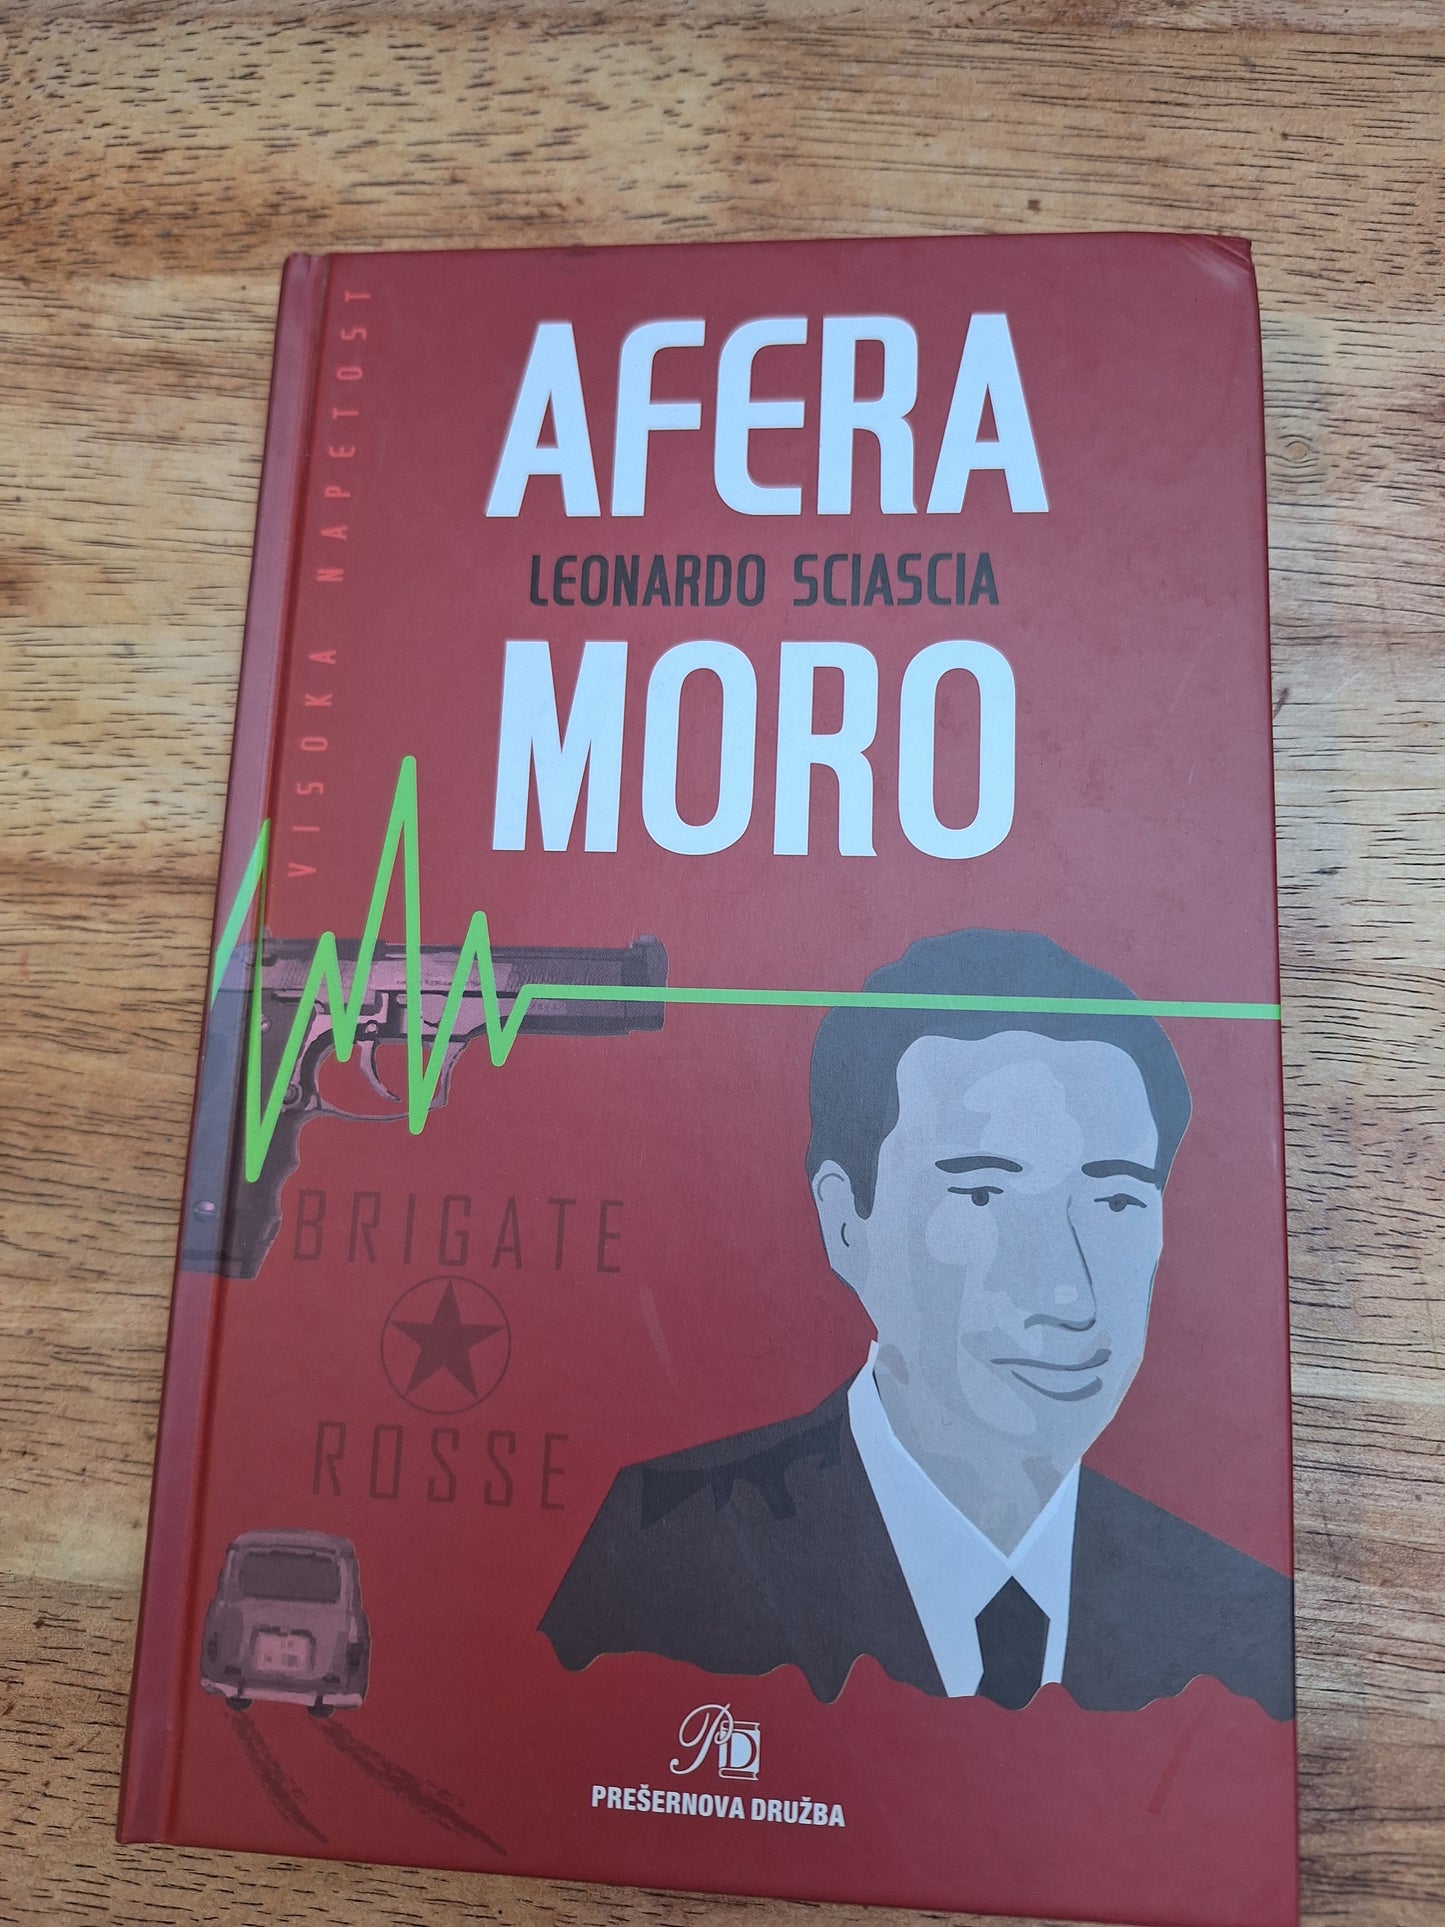 VISOKA NAPETOST
AFERA
LEONARDO SCIASCIA
MORO
BRIGATE
ROSSE
PD
PREŠERNOVA DRUŽBA